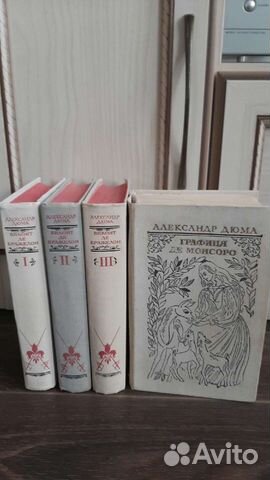 АЛЕКСАНДР ДЮМА
ВИКОНТ
ДЕ
БРАЖЕЛОН
I
АЛЕКСАНДР ДЮМА
ВИКОНТ
ДЕ
БРАЖЕЛОН
II
АЛЕКСАНДР ДЮМА
ВИКОНТ
ДЕ
БРАЖЕЛОН
III
АЛЕКСАНДР ДЮМА
ГРАФИНЯ
ДЕ МОНСОРО
Avito